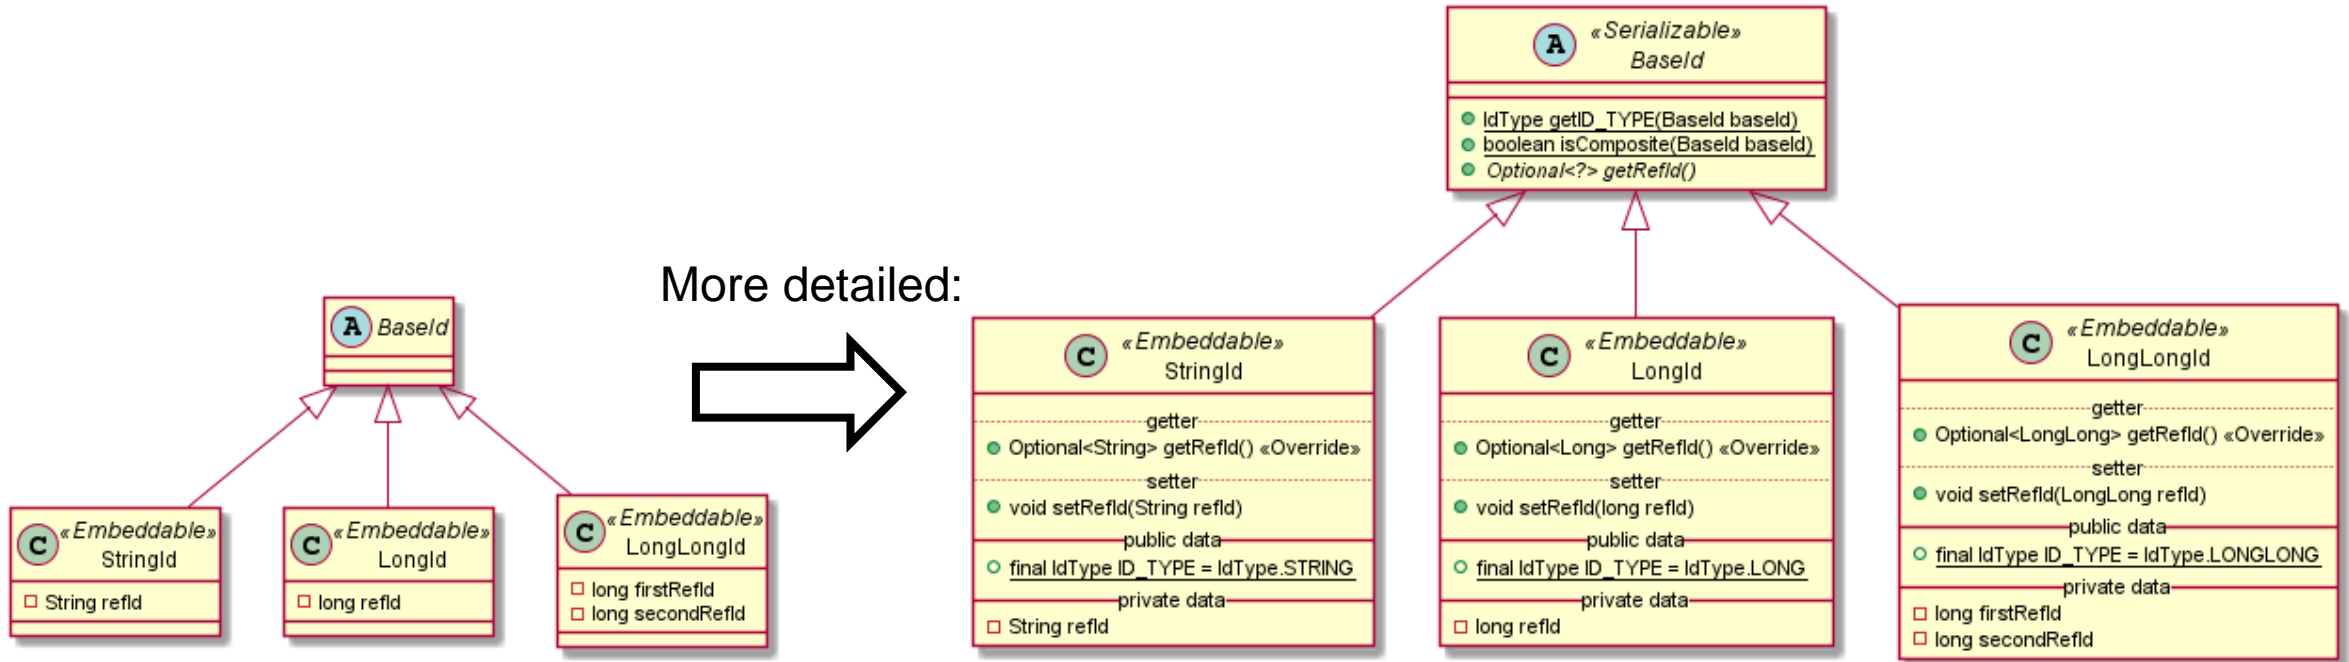 A BaseId
C «Embeddable»
StringId
String refId
C «Embeddable»
LongId
long refId
C «Embeddable»
LongLongId
long firstRefId
long secondRefId
More detailed:
A «Serializable»
BaseId
IdType getID_TYPE(BaseId baseId)
boolean isComposite(BaseId baseId)
Optional<?> getRefId()
C «Embeddable»
StringId
getter
Optional<String> getRefId() «Override»
setter
void setRefId(String refId)
public data
final IdType ID_TYPE = IdType.STRING
private data
String refId
C «Embeddable»
LongId
getter
Optional<Long> getRefId() «Override»
setter
void setRefId(long refId)
public data
final IdType ID_TYPE = IdType.LONG
private data
long refId
C «Embeddable»
LongLongId
getter
Optional<LongLong> getRefId() «Override»
setter
void setRefId(LongLong refId)
public data
final IdType ID_TYPE = IdType.LONGLONG
private data
long firstRefId
long secondRefId